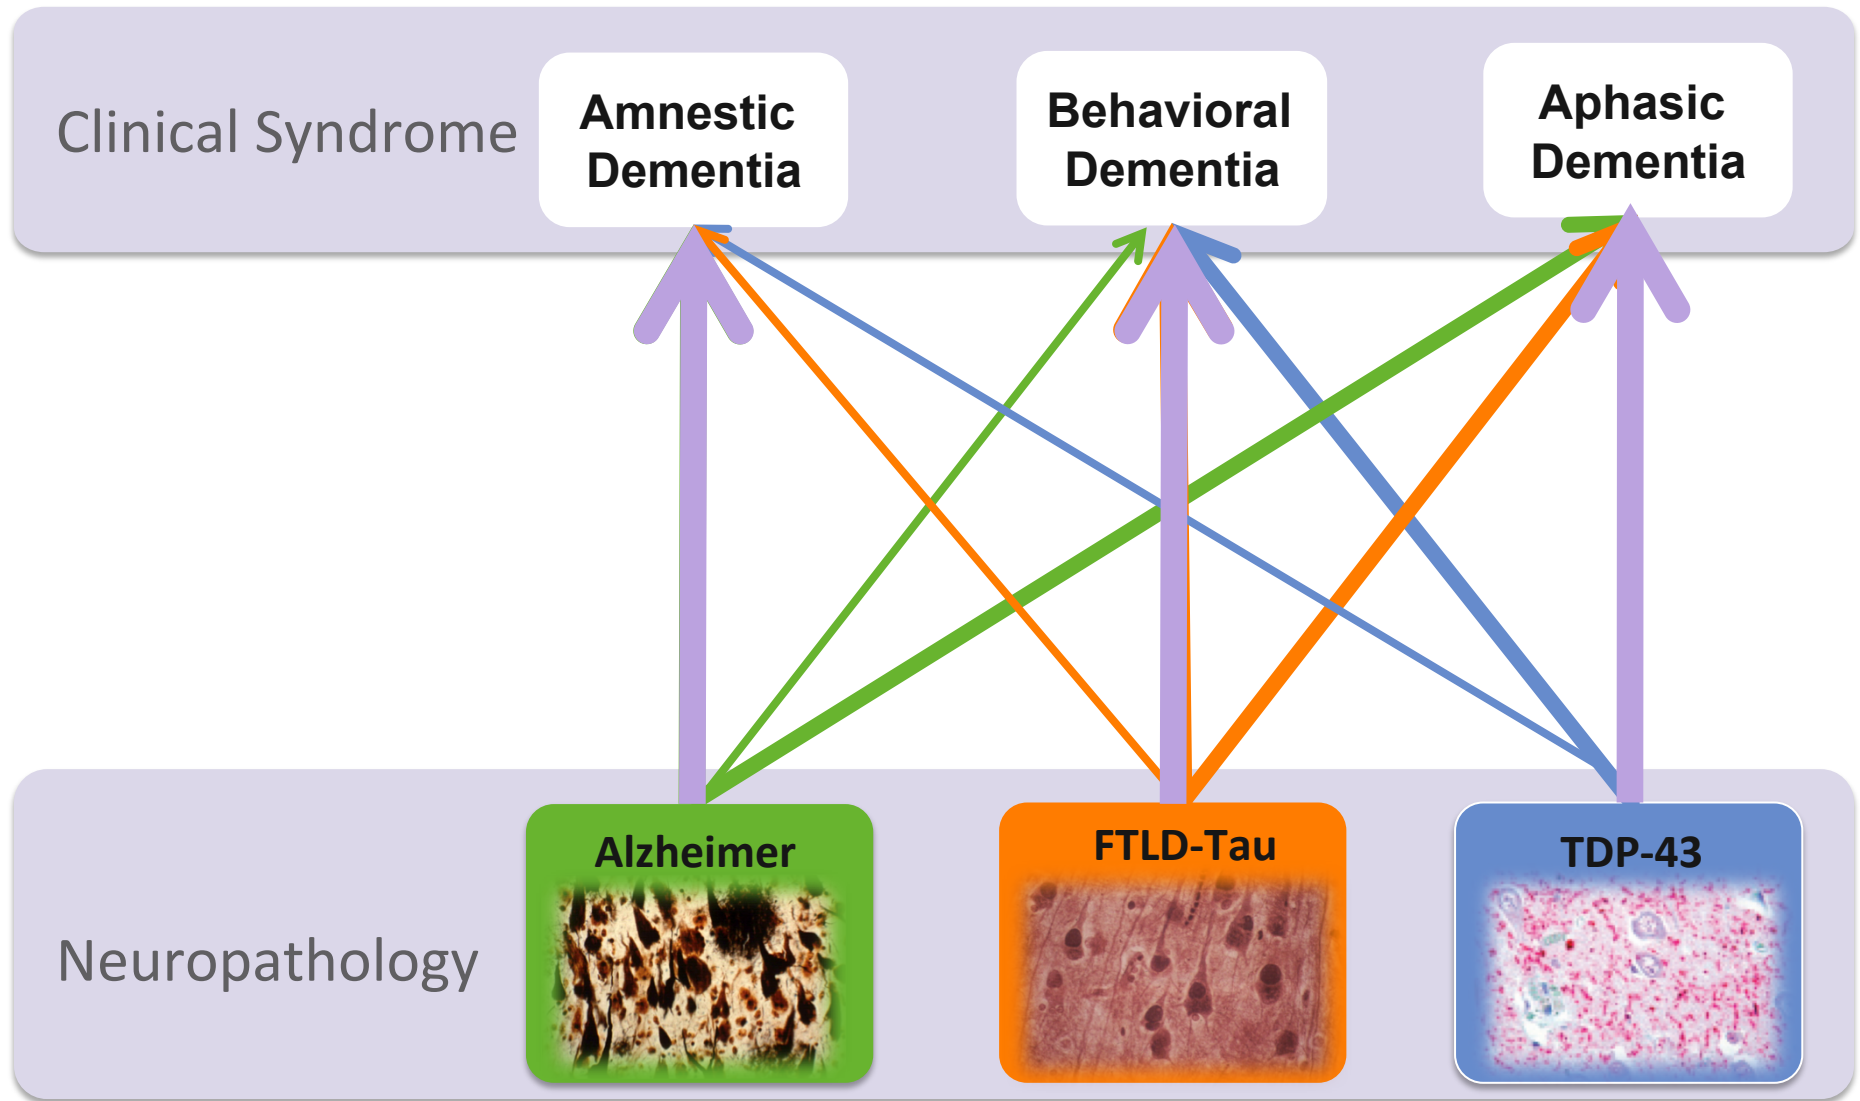 Clinical Syndrome
Amnestic
Dementia
Behavioral
Dementia
Aphasic
Dementia
Alzheimer
FTLD-Tau
TDP-43
Neuropathology